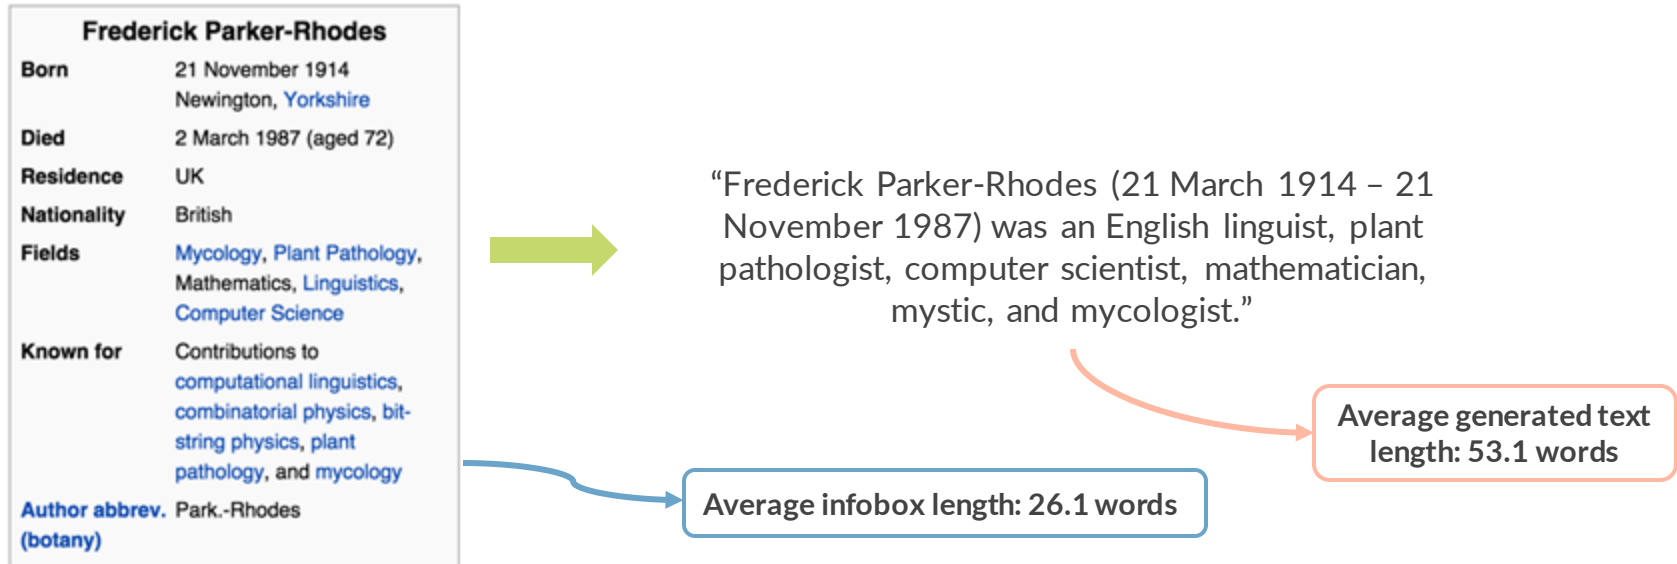 Frederick Parker-Rhodes
Born 21 November 1914
Newington, Yorkshire
Died 2 March 1987 (aged 72)
Residence UK
Nationality British
Fields Mycology, Plant Pathology,
Mathematics, Linguistics,
Computer Science
Known for Contributions to
computational linguistics,
combinatorial physics, bit-
string physics, plant
pathology, and mycology
Author abbrev. Park.-Rhodes
(botany)
“Frederick Parker-Rhodes (21 March 1914 – 21
November 1987) was an English linguist, plant
pathologist, computer scientist, mathematician,
mystic, and mycologist.”
Average generated text
length: 53.1 words
Average infobox length: 26.1 words